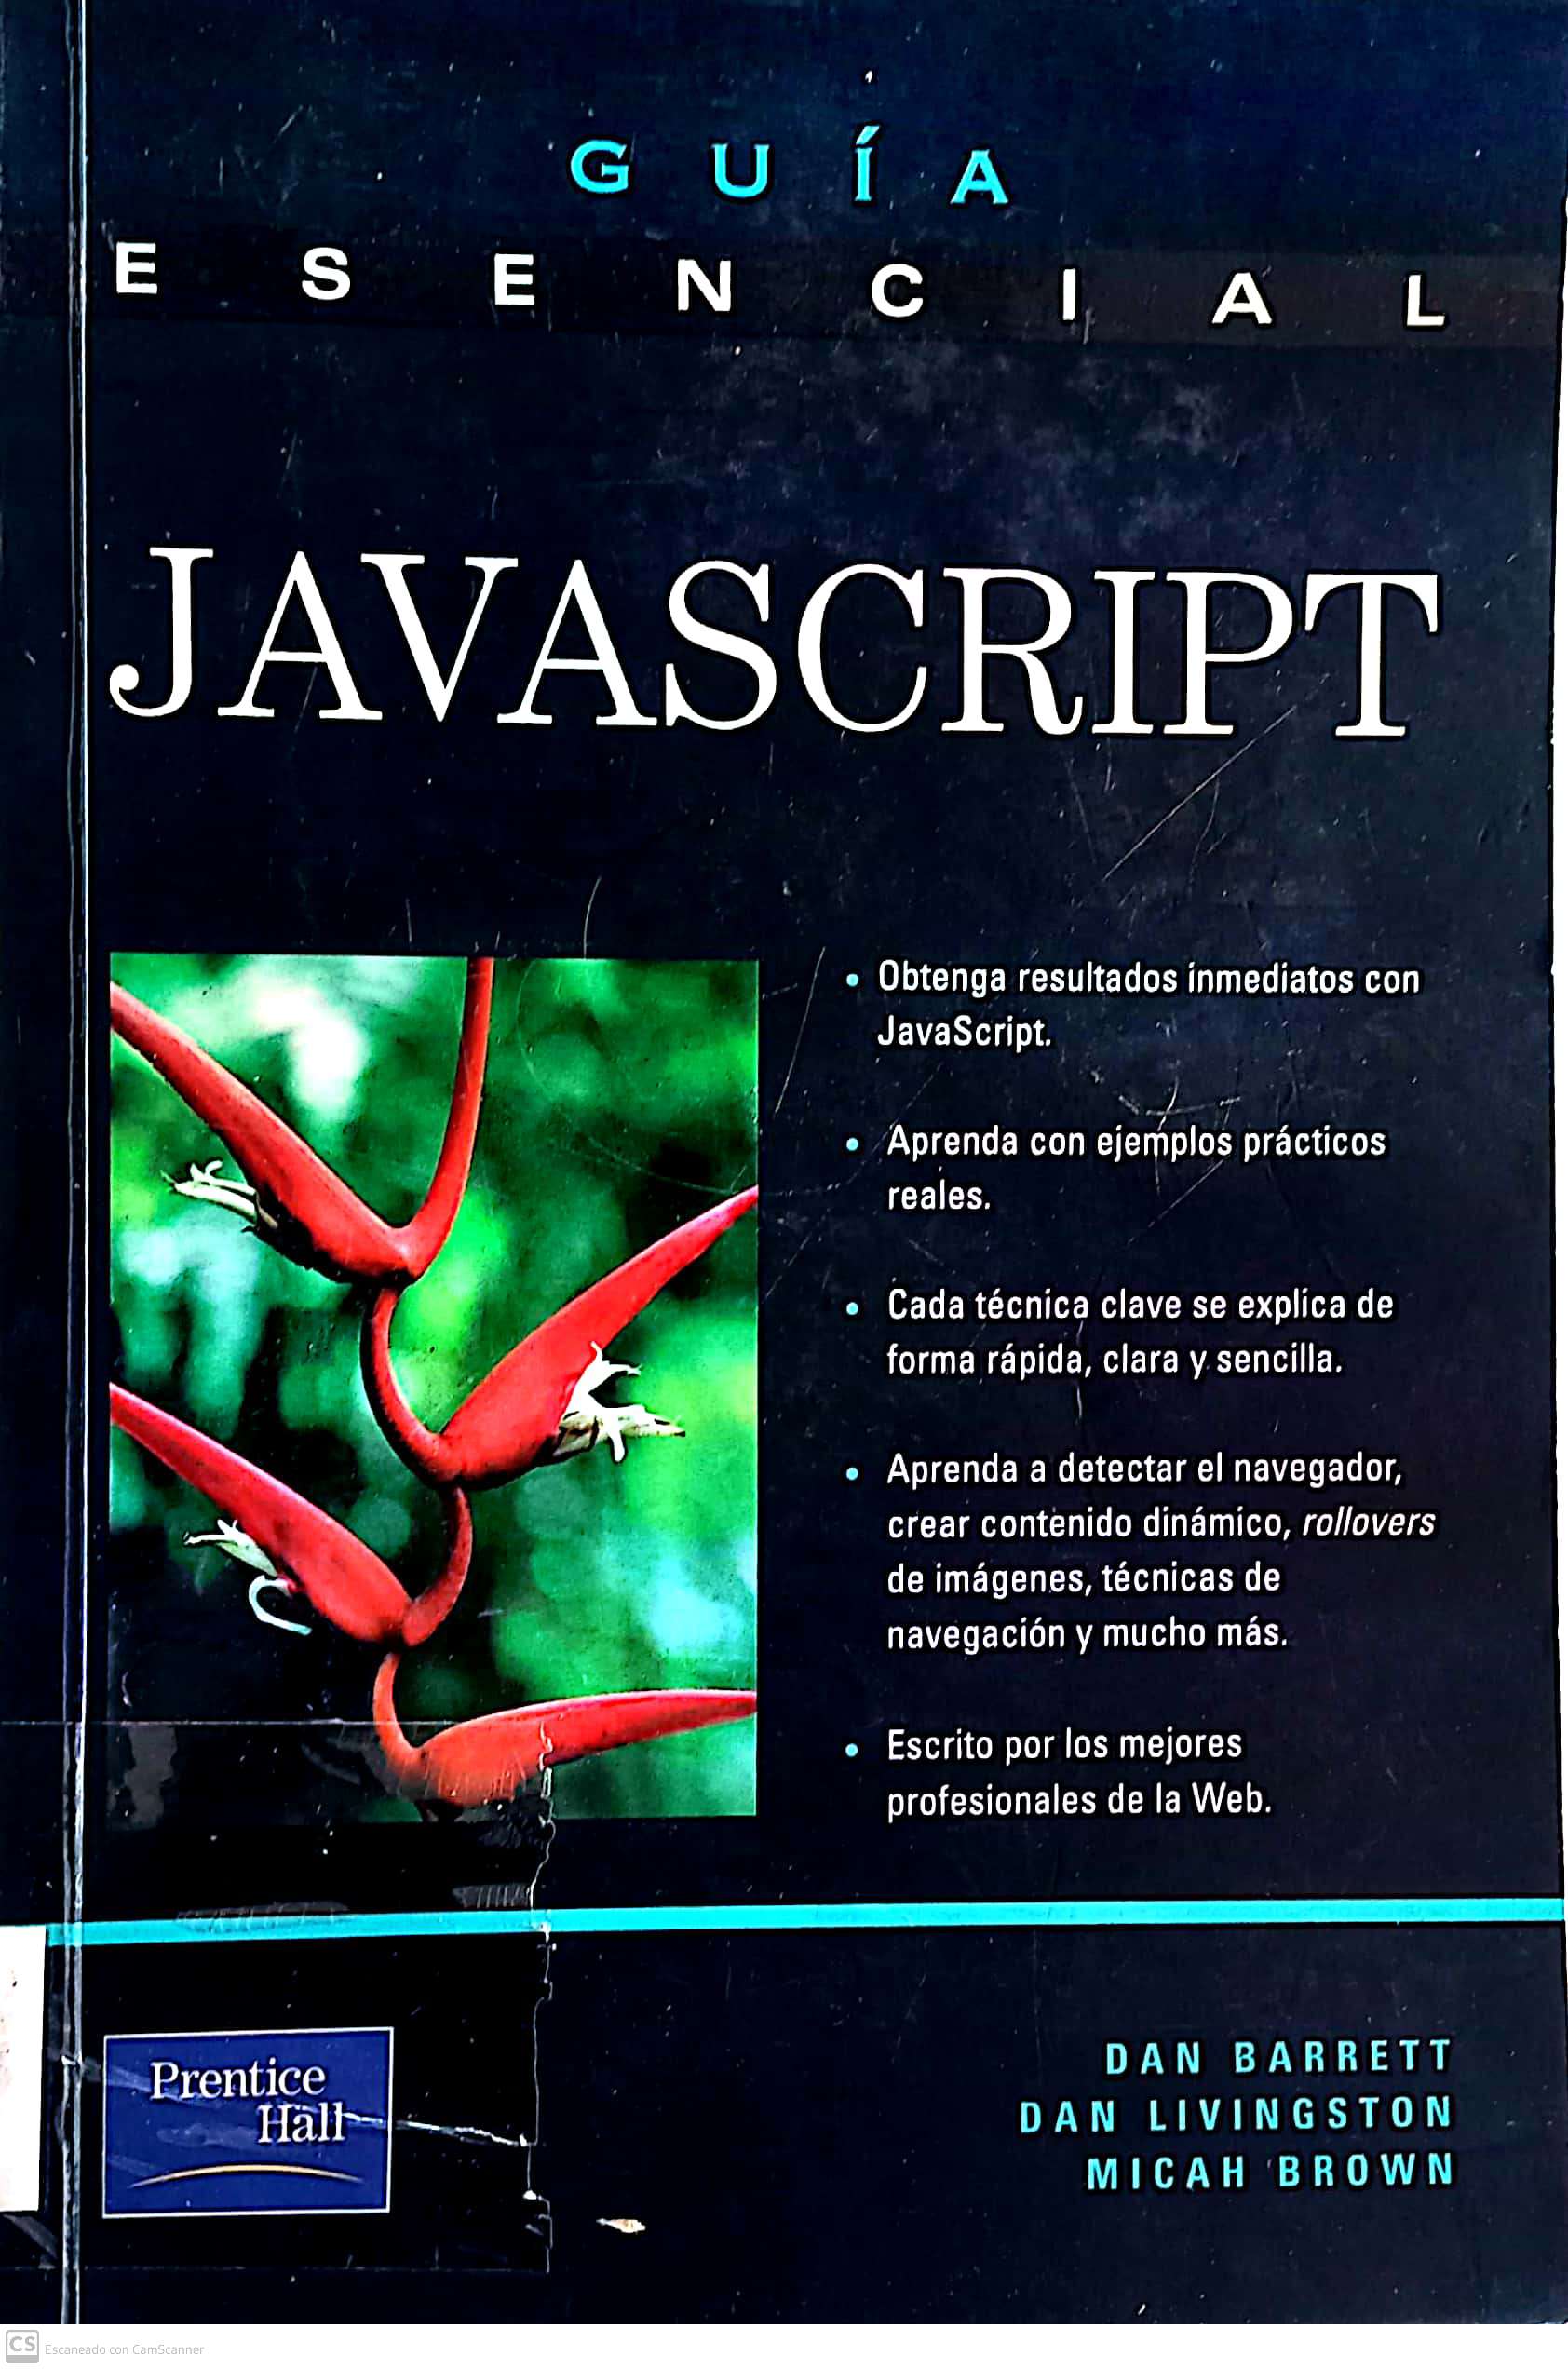 GUÍA
ESENCIAL
JAVASCRIPT
• Obtenga resultados inmediatos con
JavaScript.
• Aprenda con ejemplos prácticos
reales.
• Cada técnica clave se explica de
forma rápida, clara y sencilla.
• Aprenda a detectar el navegador,
crear contenido dinámico, rollovers
de imágenes, técnicas de
navegación y mucho más.
• Escrito por los mejores
profesionales de la Web.
Prentice
Hall
DAN BARRETT
DAN LIVINGSTON
MICAH BROWN
CS Escaneado con CamScanner